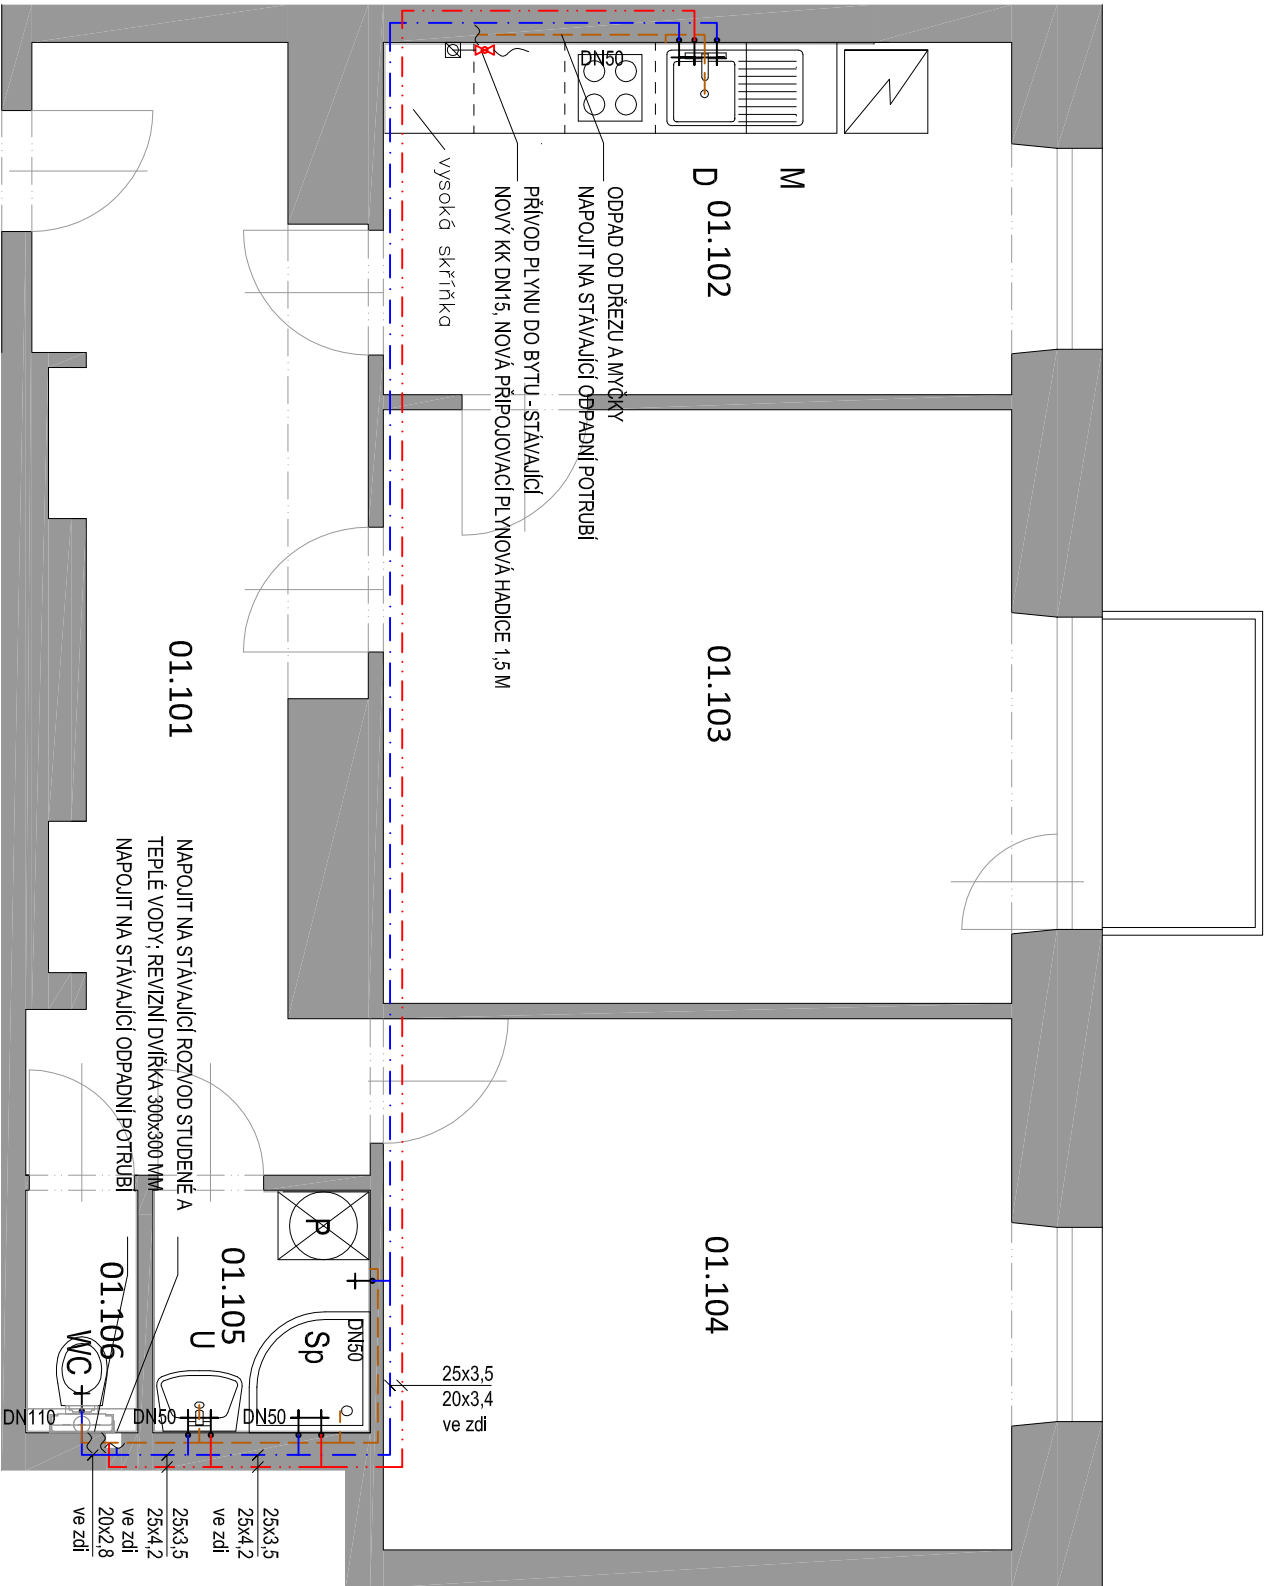 DN50
M
D
01.102
ODPAD OD DŘEZU A MYČKY
NAPOJIT NA STÁVAJÍCÍ ODPADNÍ POTRUBÍ
PŘÍVOD PLYNU DO BYTU - STÁVAJÍCÍ
NOVÝ KK DN15, NOVÁ PŘIPOJOVACÍ PLYNOVÁ HADICE 1,5 M
vysoká skříňka
01.103
01.101
NAPOJIT NA STÁVAJÍCÍ ROZVOD STUDENÉ A
TEPLÉ VODY; REVIZNÍ DVÍŘKA 300x300 MM
NAPOJIT NA STÁVAJÍCÍ ODPADNÍ POTRUBÍ
01.104
P
01.105
U
Sp
DN50
01.106
WC
DN110
DN50
DN50
25x3,5
20x3,4
ve zdi
25x3,5
25x4,2
ve zdi
25x3,5
25x4,2
ve zdi
20x2,8
ve zdi